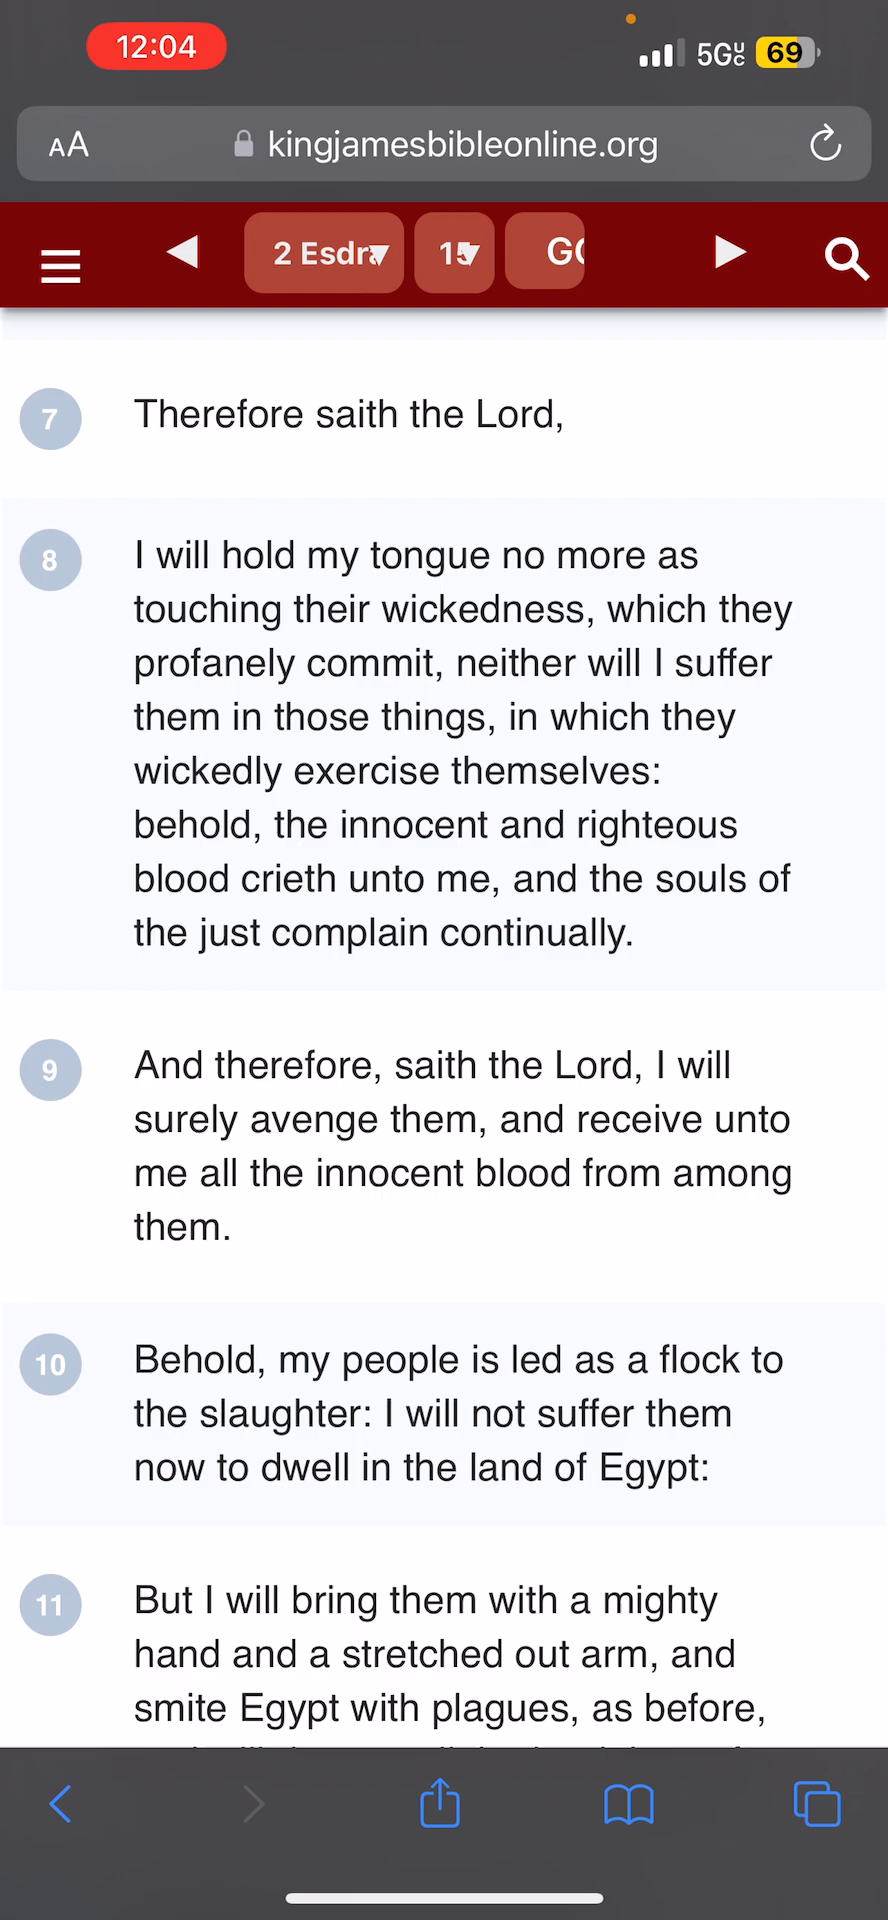 12:04
5G
69
AA
kingjamesbibleonline.org
2 Esdr
15
GO
7
Therefore saith the Lord,
8
I will hold my tongue no more as
touching their wickedness, which they
profanely commit, neither will I suffer
them in those things, in which they
wickedly exercise themselves:
behold, the innocent and righteous
blood crieth unto me, and the souls of
the just complain continually.
9
And therefore, saith the Lord, I will
surely avenge them, and receive unto
me all the innocent blood from among
them.
10
Behold, my people is led as a flock to
the slaughter: I will not suffer them
now to dwell in the land of Egypt:
11
But I will bring them with a mighty
hand and a stretched out arm, and
smite Egypt with plagues, as before,